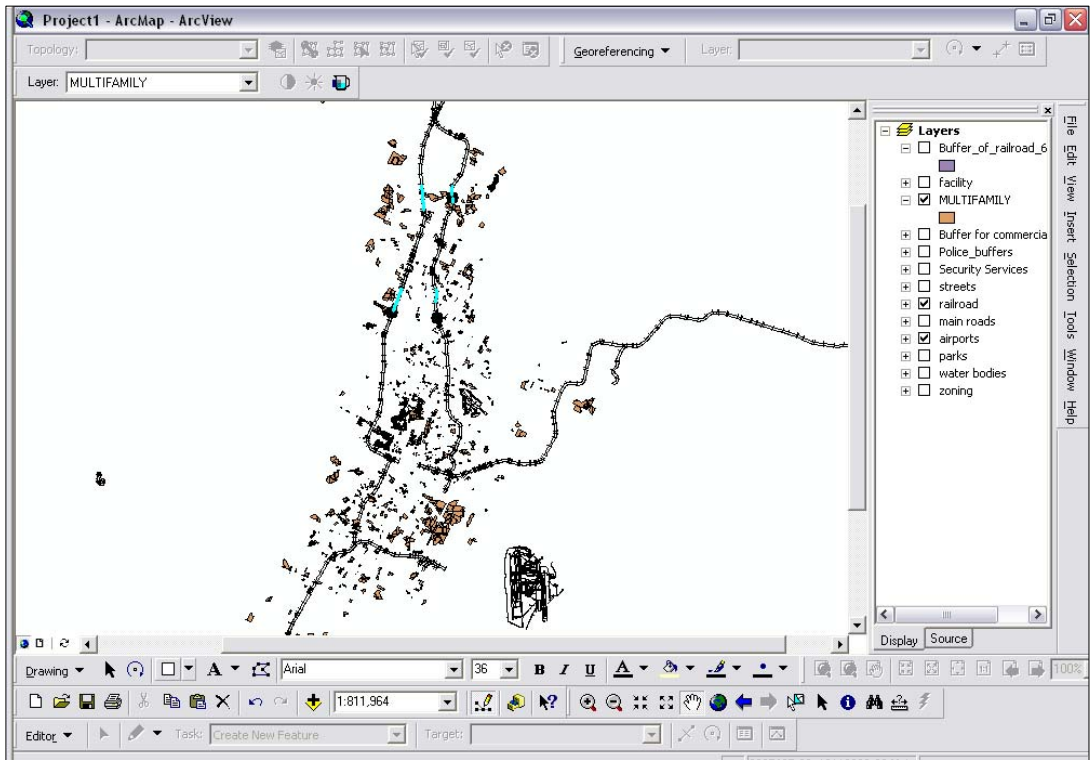 Project1 - ArcMap - ArcView
Topology:
Georeferencing
Layer:
Layer: MULTIFAMILY
Layers
Buffer_of_railroad_6
facility
MULTIFAMILY
Buffer for commercia
Police_buffers
Security Services
streets
railroad
main roads
airports
parks
water bodies
zoning
File Edit View Insert Selection Tools Window Help
Display Source
Drawing A Arial 36 B I U A 100%
1:811,964
Editor Task: Create New Feature Target: